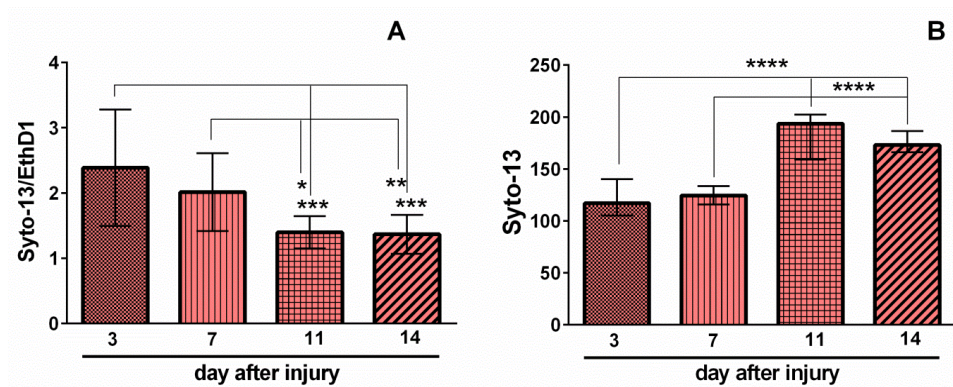 A
Syto-13/EthD1
4
3
2
1
0
*
***
**
***
3 7 11 14
day after injury
B
Syto-13
250
200
150
100
50
0
****
****
3 7 11 14
day after injury